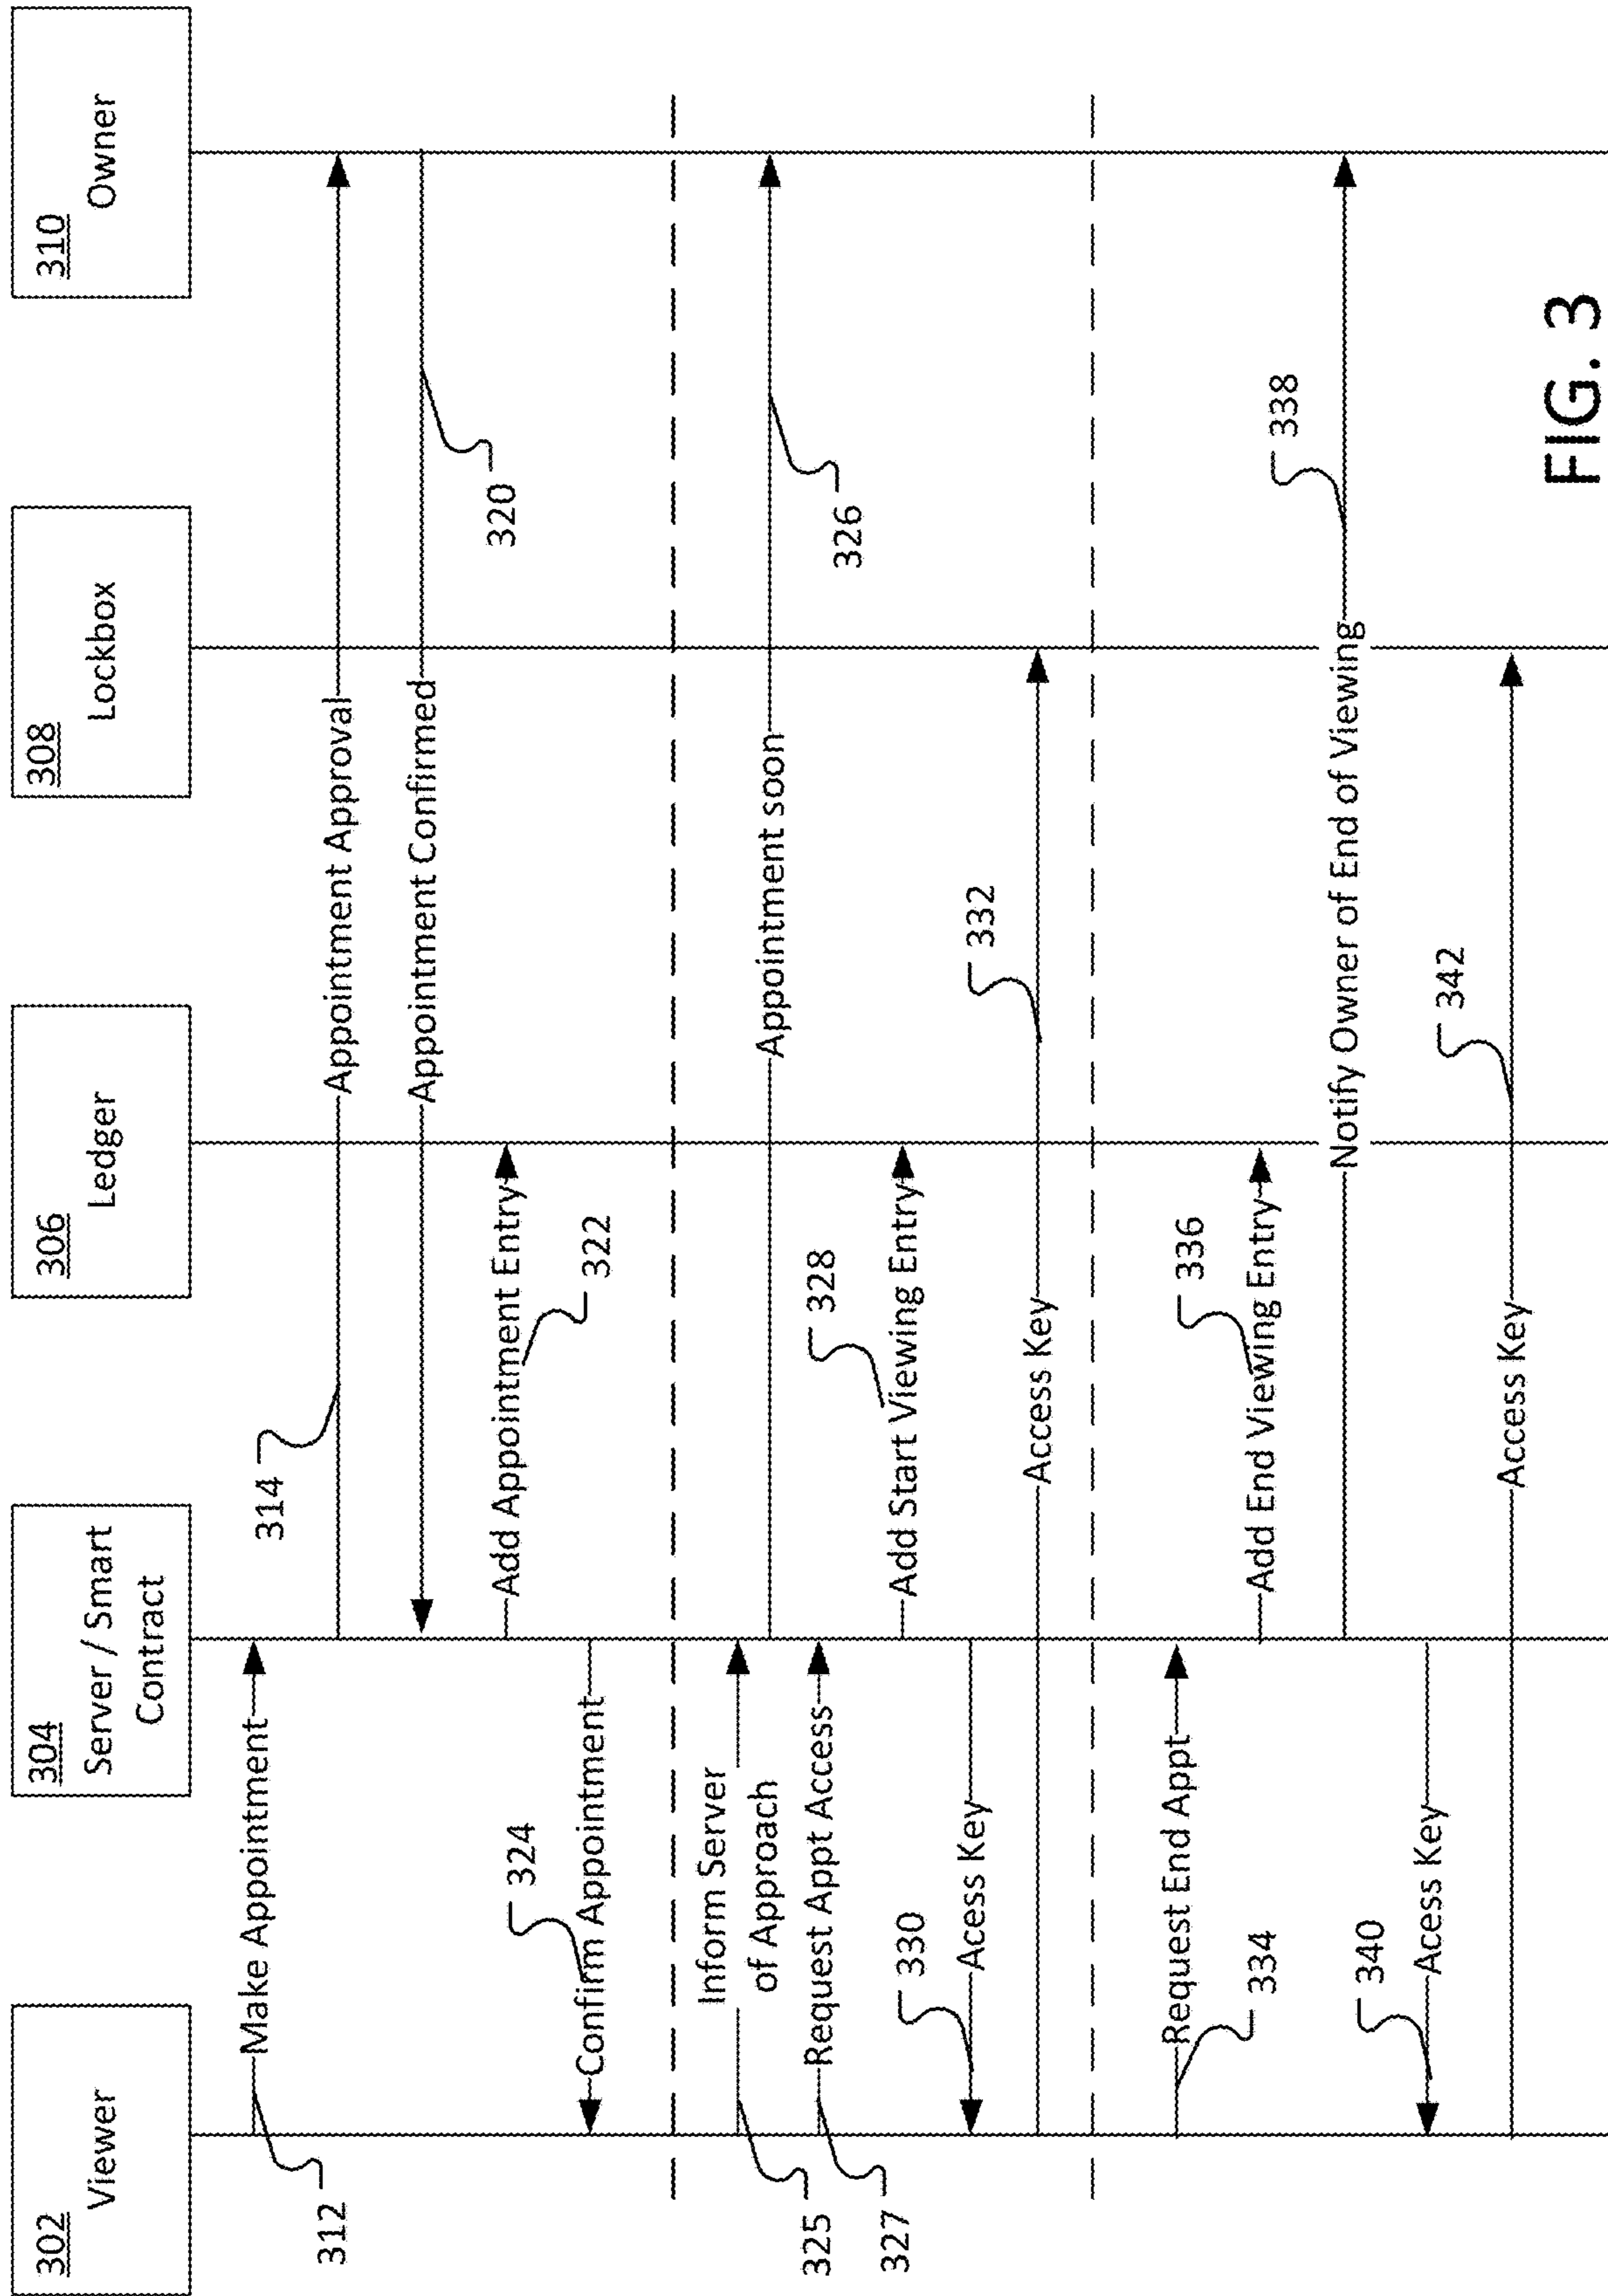 302
Viewer
304
Server / Smart
Contract
306
Ledger
308
Lockbox
310
Owner
Make Appointment
312
314
Appointment Approval
Appointment Confirmed
320
Add Appointment Entry
322
324
Confirm Appointment
Inform Server
of Approach
325
Appointment soon
326
Request Appt Access
327
328
Add Start Viewing Entry
330
Acess Key
332
Access Key
Request End Appt
334
336
Add End Viewing Entry
338
Notify Owner of End of Viewing
340
Acess Key
342
Access Key
FIG. 3